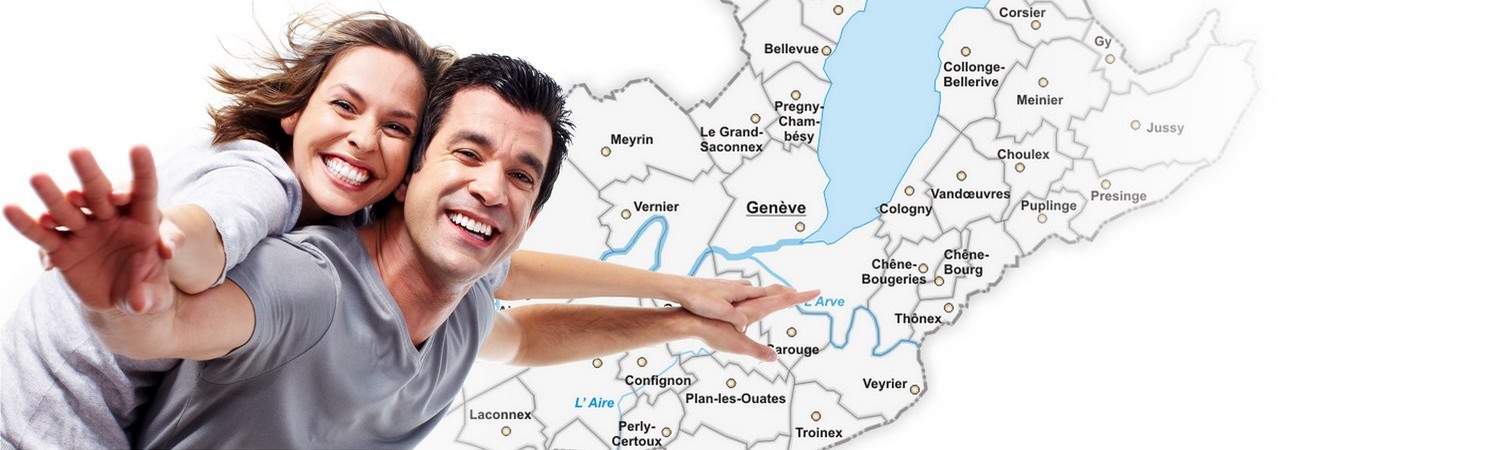 Corsier
Bellevue
Gy
Collonge-
Bellerive
Pregny-
Cham-
bésy
Meinier
Meyrin
Le Grand-
Saconnex
Jussy
Choulex
Vandœuvres
Presinge
Vernier
Genève
Cologny
Puplinge
Chêne-
Bougeries
Chêne-
Bourg
L'Arve
Thônex
Carouge
Confignon
Veyrier
Plan-les-Ouates
L' Aire
Laconnex
Perly-
Certoux
Troinex